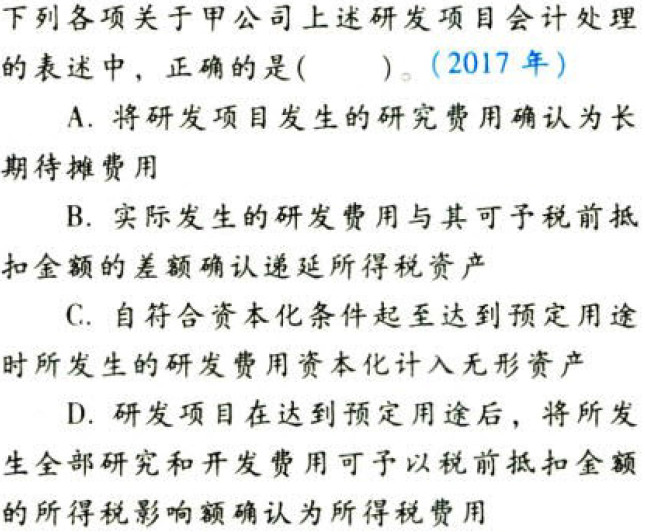 下列各项关于甲公司上述研发项目会计处理
的表述中，正确的是(　　)。(2017 年)
A. 将研发项目发生的研究费用确认为长
期待摊费用
B. 实际发生的研发费用与其可予税前抵
扣金额的差额确认递延所得税资产
C. 自符合资本化条件起至达到预定用途
时所发生的研发费用资本化计入无形资产
D. 研发项目在达到预定用途后，将所发
生全部研究和开发费用可予以税前抵扣金额
的所得税影响额确认为所得税费用